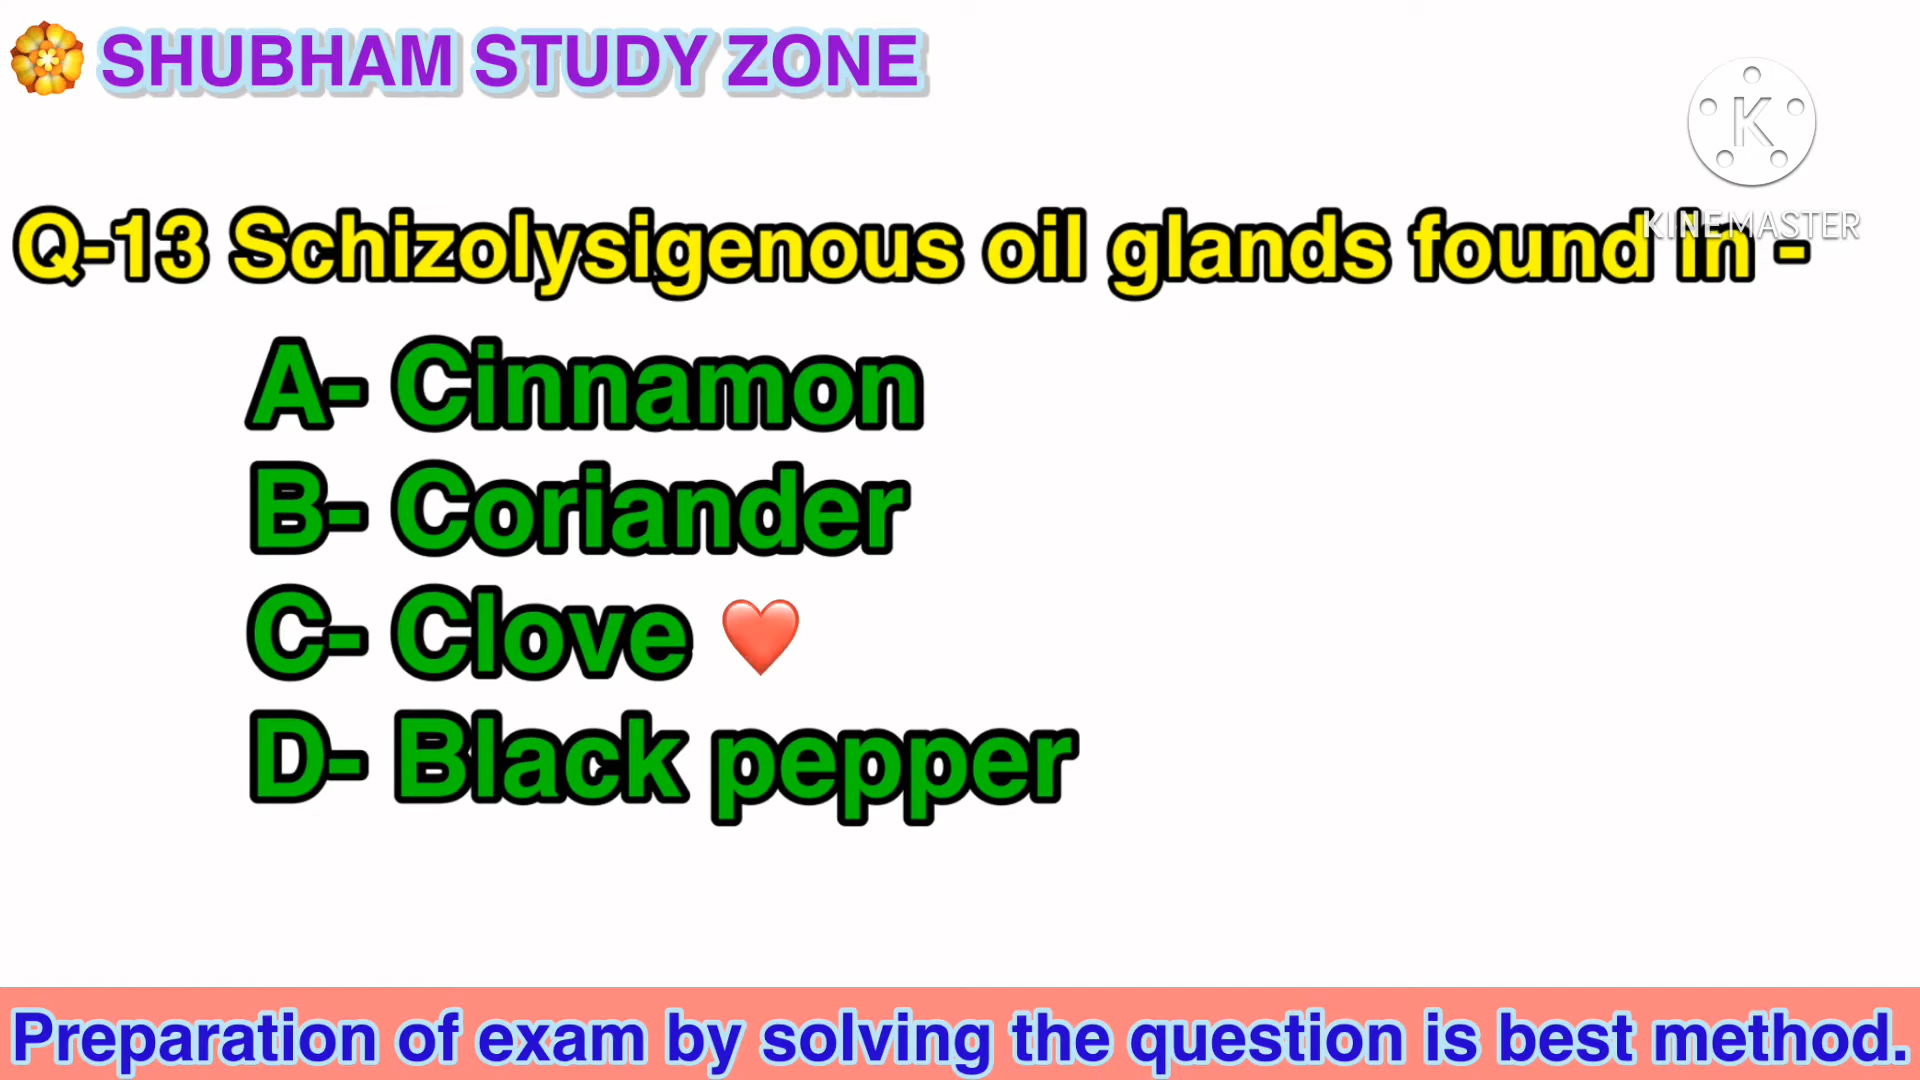 SHUBHAM STUDY ZONE
K
KINEMASTER
Q-13 Schizolysigenous oil glands found in -
A- Cinnamon
B- Coriander
C- Clove ❤️
D- Black pepper
Preparation of exam by solving the question is best method.